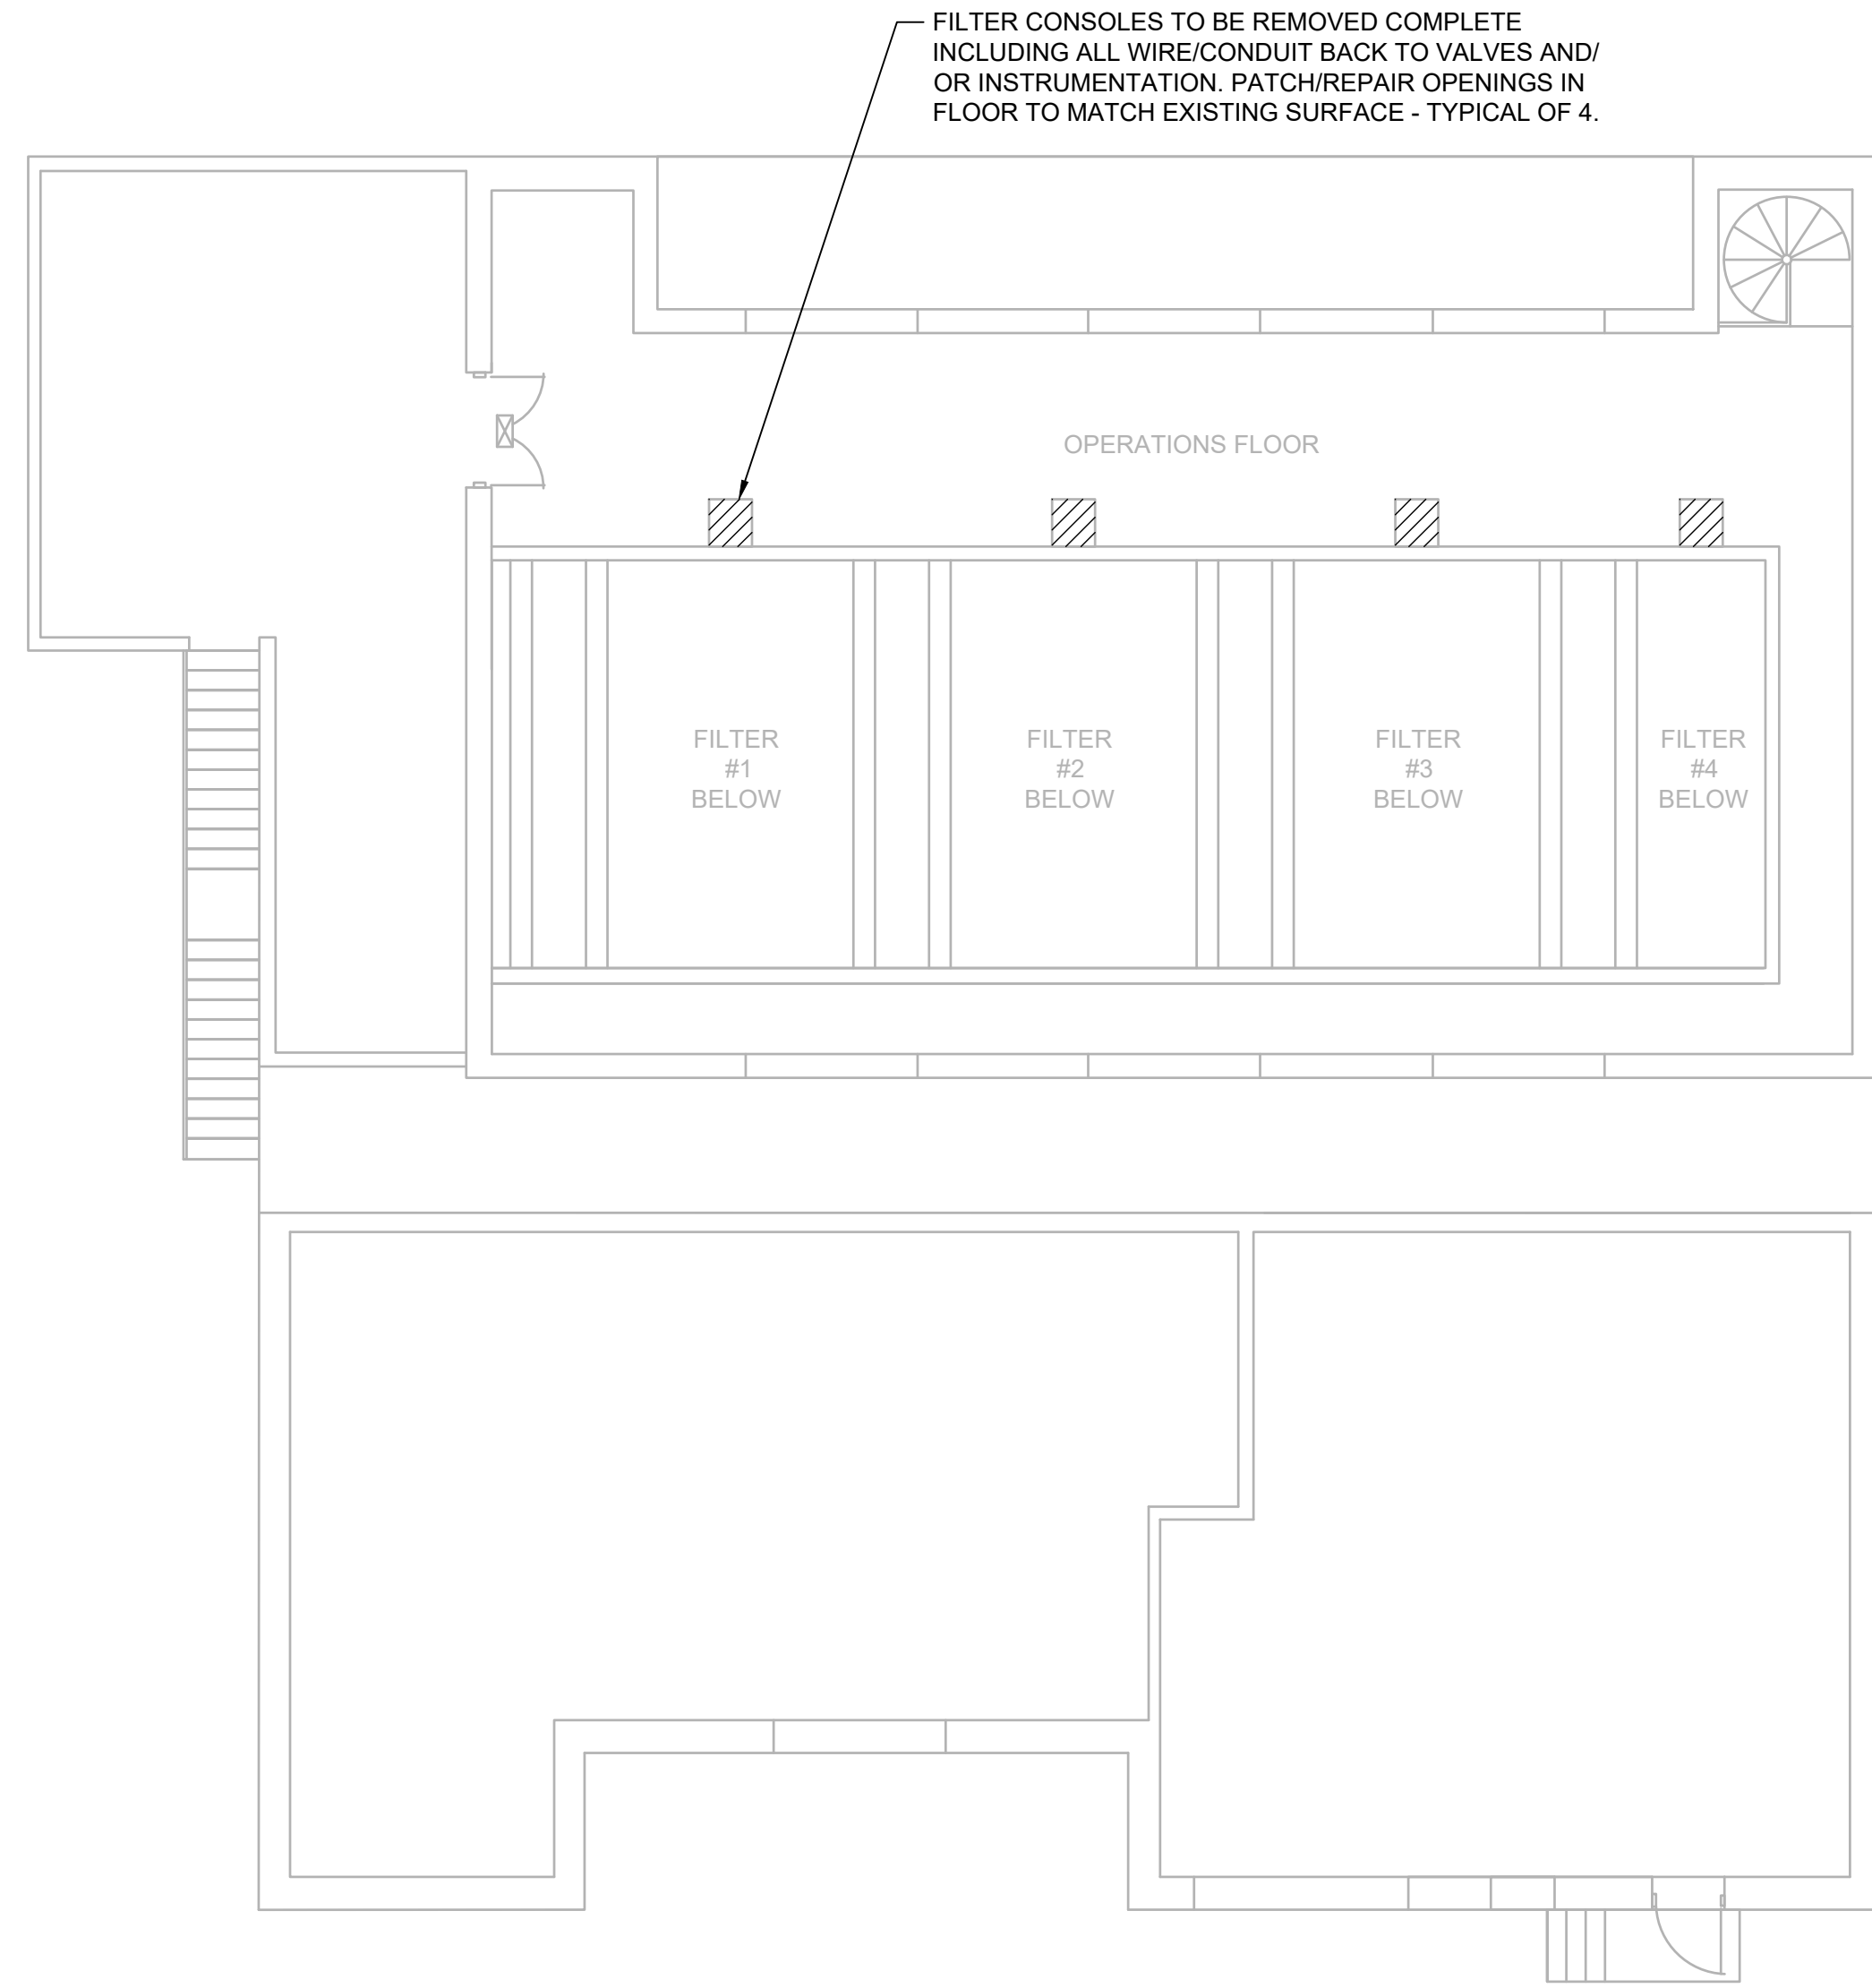 FILTER CONSOLES TO BE REMOVED COMPLETE
INCLUDING ALL WIRE/CONDUIT BACK TO VALVES AND/
OR INSTRUMENTATION. PATCH/REPAIR OPENINGS IN
FLOOR TO MATCH EXISTING SURFACE - TYPICAL OF 4.
OPERATIONS FLOOR
FILTER
#1
BELOW
FILTER
#2
BELOW
FILTER
#3
BELOW
FILTER
#4
BELOW